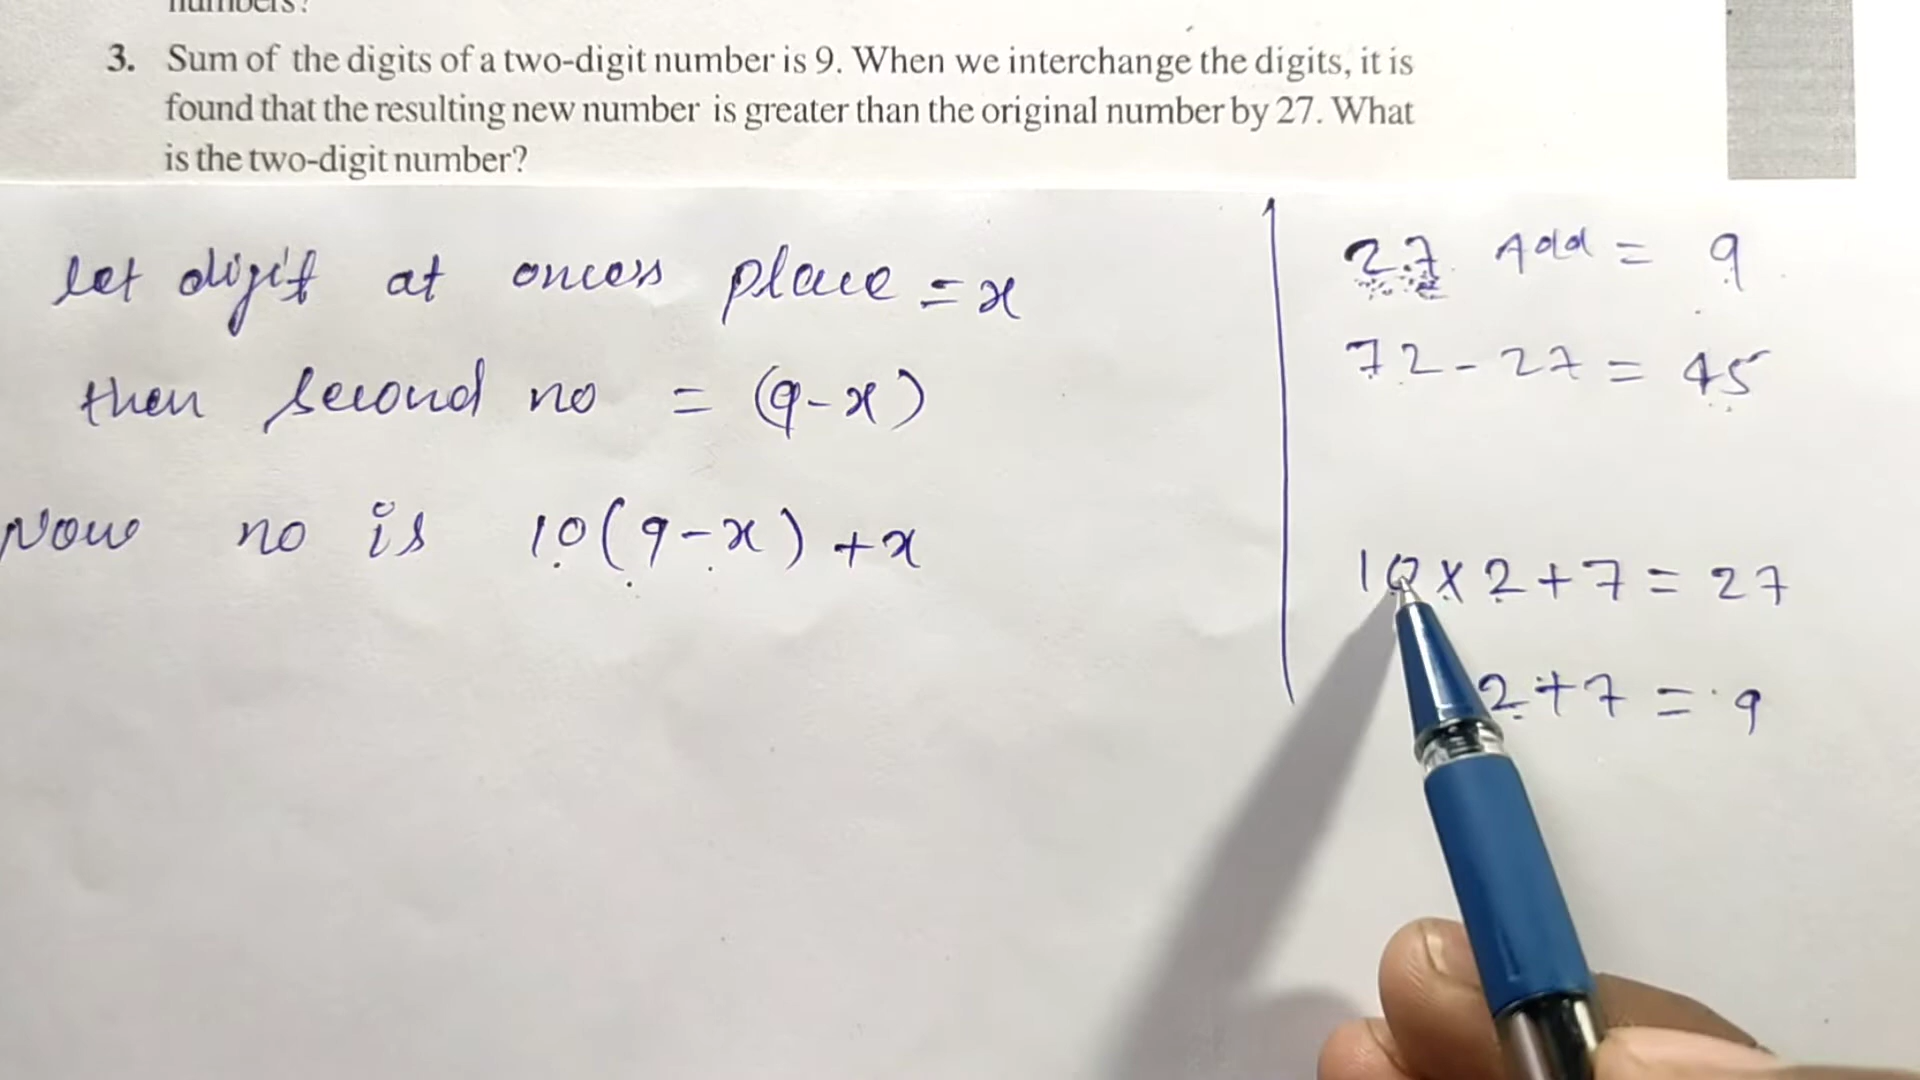 numbers?
3. Sum of the digits of a two-digit number is 9. When we interchange the digits, it is
found that the resulting new number is greater than the original number by 27. What
is the two-digit number?
let digit at oncess place = x
then second no = (9-x)
Now no is 10(9-x)+x
27 Add = 9
72-27 = 45
10x2+7=27
2+7 = 9